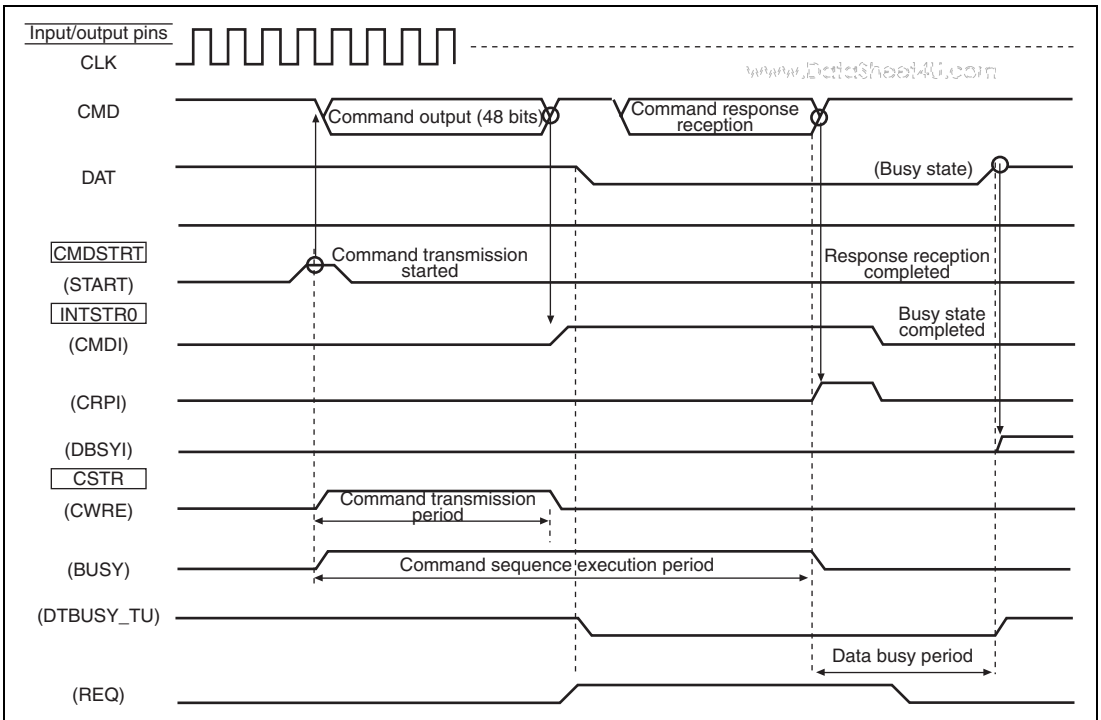 Input/output pins
CLK
www.DataSheet4U.com
CMD
Command output (48 bits)
Command response
reception
DAT
(Busy state)
CMDSTRT
(START)
Command transmission
started
Response reception
completed
INTSTR0
(CMDI)
Busy state
completed
(CRPI)
(DBSYI)
CSTR
(CWRE)
Command transmission
period
(BUSY)
Command sequence execution period
(DTBUSY_TU)
Data busy period
(REQ)